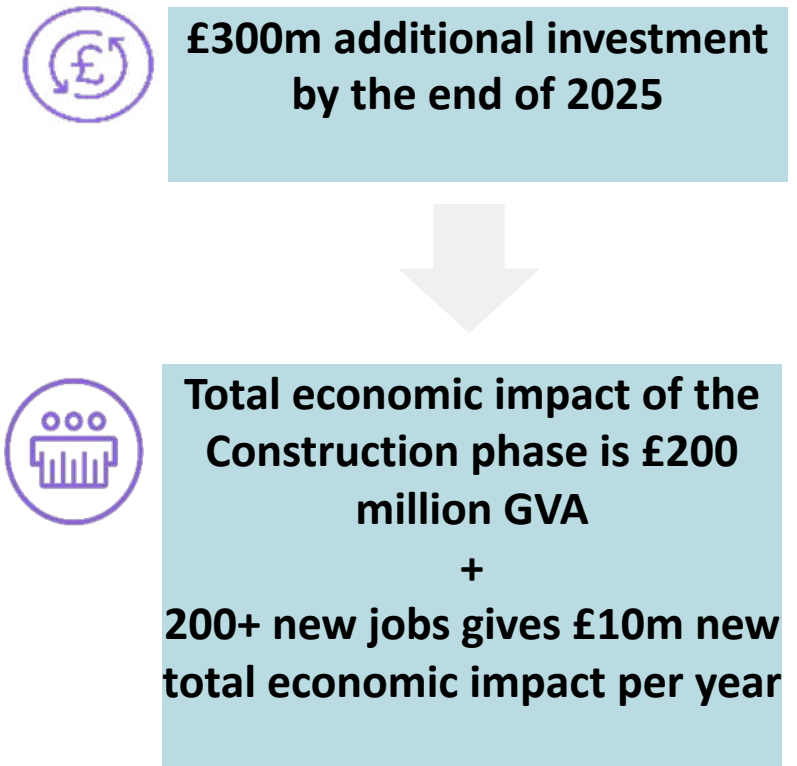 £
£300m additional investment
by the end of 2025
Total economic impact of the
Construction phase is £200
million GVA
+
200+ new jobs gives £10m new
total economic impact per year